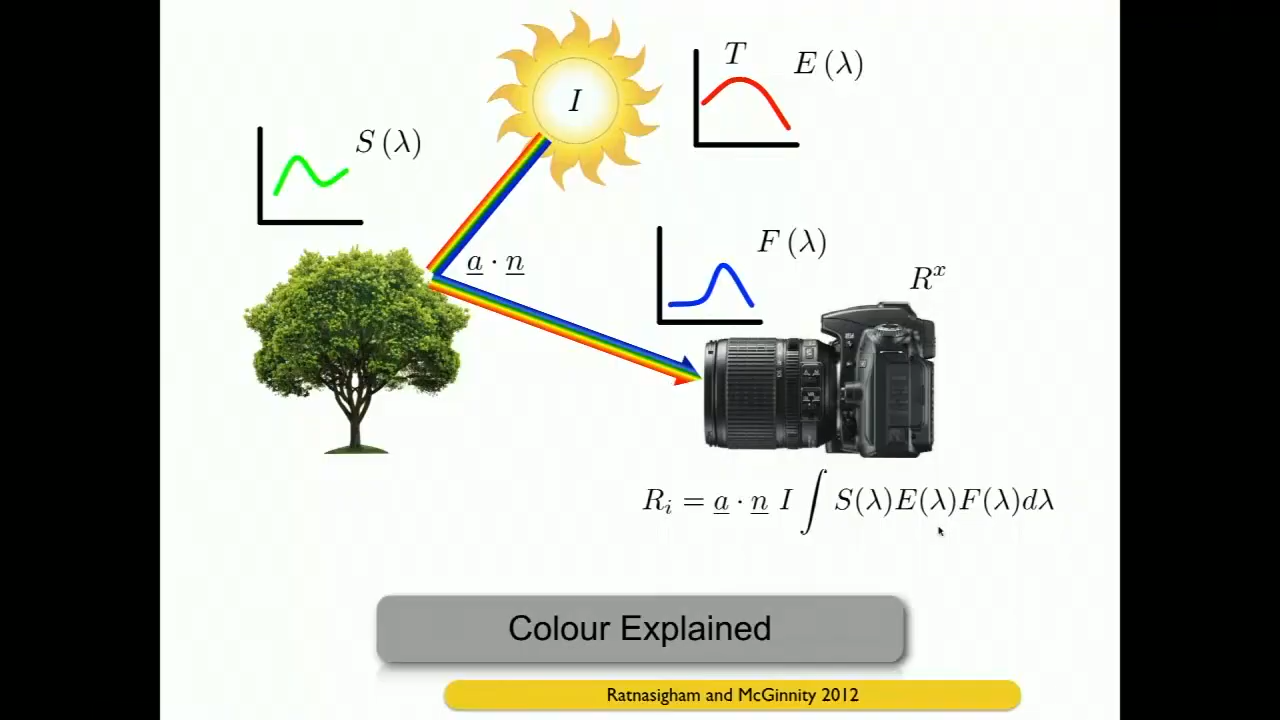 I
T
E (λ)
S (λ)
a · n
F (λ)
R^x
R_i = a · n I ∫ S(λ)E(λ)F(λ)dλ
Colour Explained
Ratnasigham and McGinnity 2012